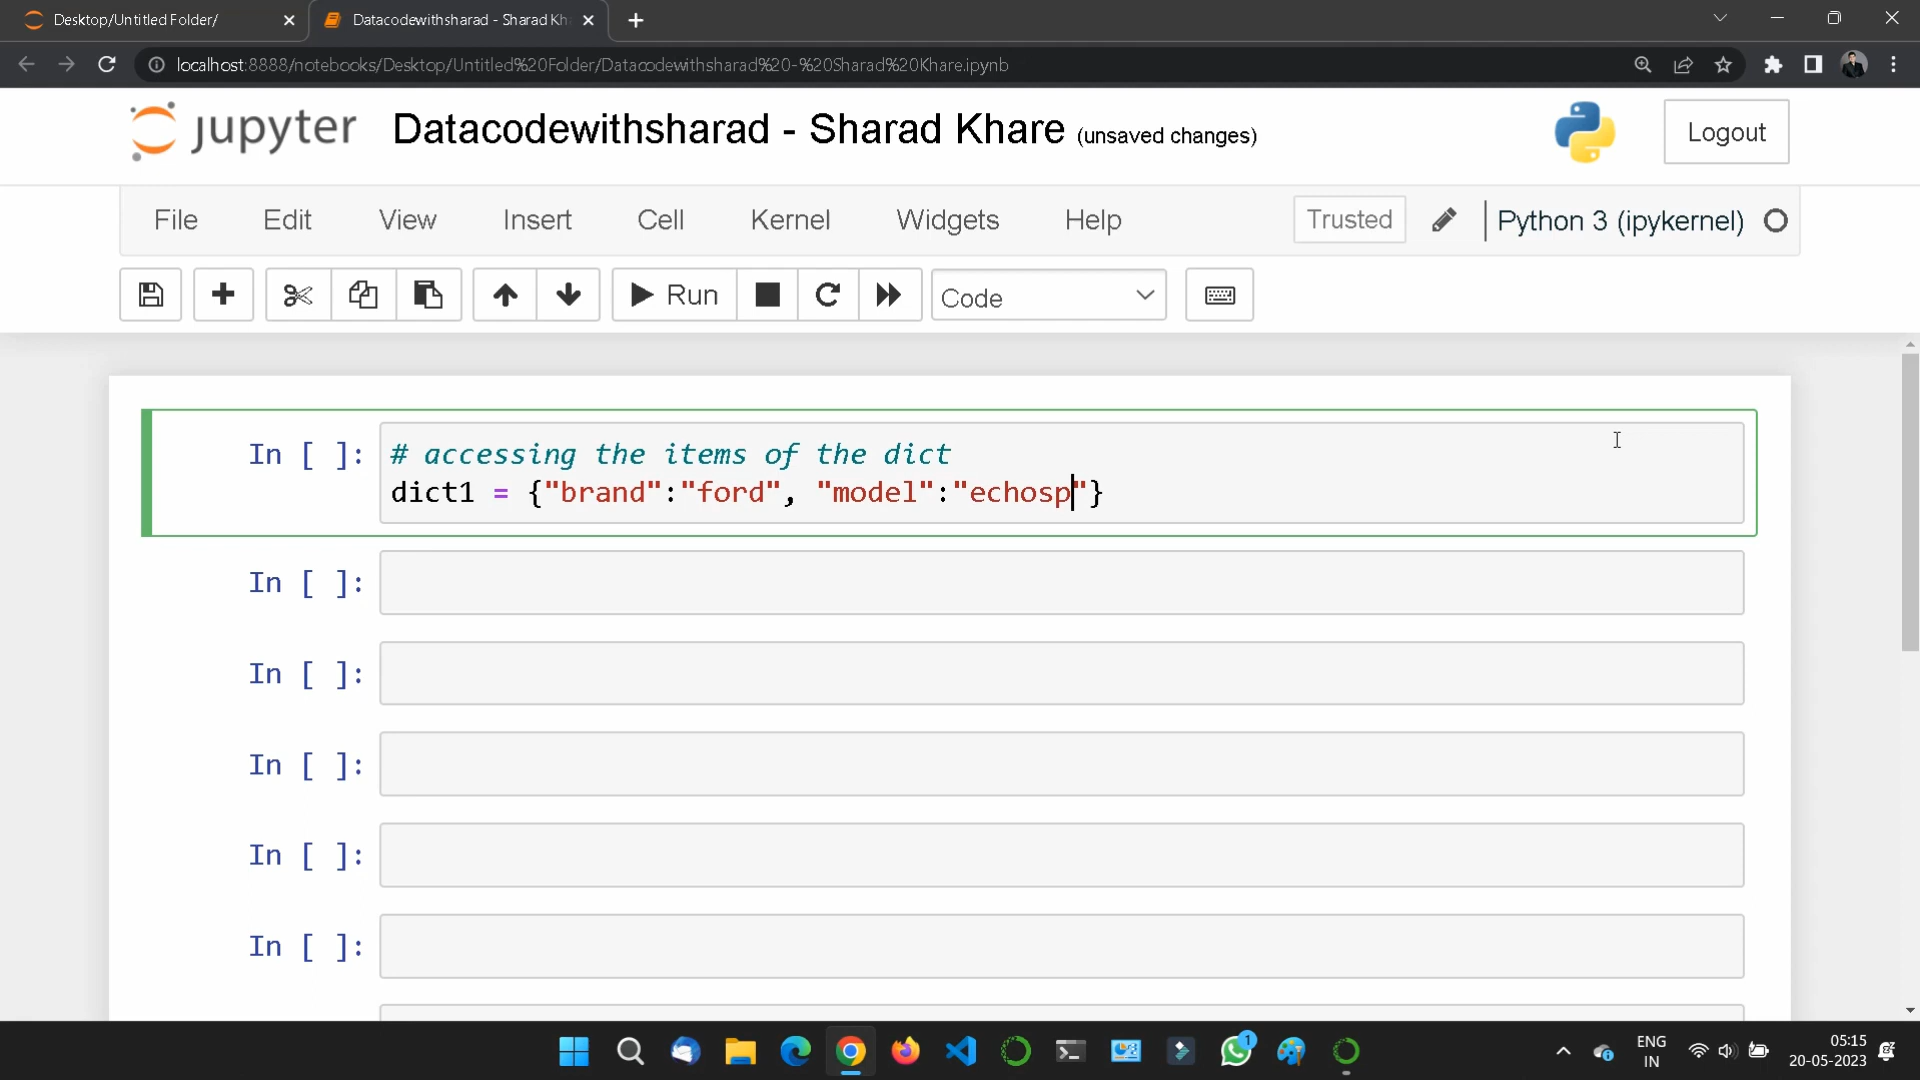 Desktop/Untitled Folder/
Datacodewithsharad - Sharad Kh
localhost:8888/notebooks/Desktop/Untitled%20Folder/Datacodewithsharad%20-%20Sharad%20Khare.ipynb
jupyter Datacodewithsharad - Sharad Khare (unsaved changes)
Logout
File Edit View Insert Cell Kernel Widgets Help
Trusted
Python 3 (ipykernel)
Run
Code
In [ ]: # accessing the items of the dict
dict1 = {"brand":"ford", "model":"echosp"}
In [ ]:
In [ ]:
In [ ]:
In [ ]:
In [ ]:
1
ENG
IN
05:15
20-05-2023